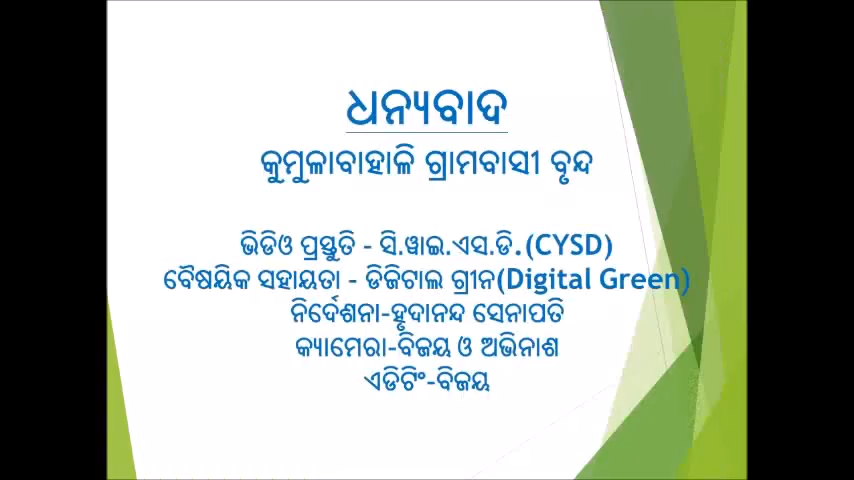 ଧନ୍ୟବାଦ
କୁମୁଳାବାହାଳି ଗ୍ରାମବାସୀ ବୃନ୍ଦ
ଭିଡିଓ ପ୍ରସ୍ତୁତି - ସି.ୱାଇ.ଏସ.ଡି.(CYSD)
ବୈଷୟିକ ସହାୟତା - ଡିଜିଟାଲ ଗ୍ରୀନ(Digital Green)
ନିର୍ଦେଶନା-ହୃଦାନନ୍ଦ ସେନାପତି
କ୍ୟାମେରା-ବିଜୟ ଓ ଅଭିନାଶ
ଏଡିଟିଂ-ବିଜୟ